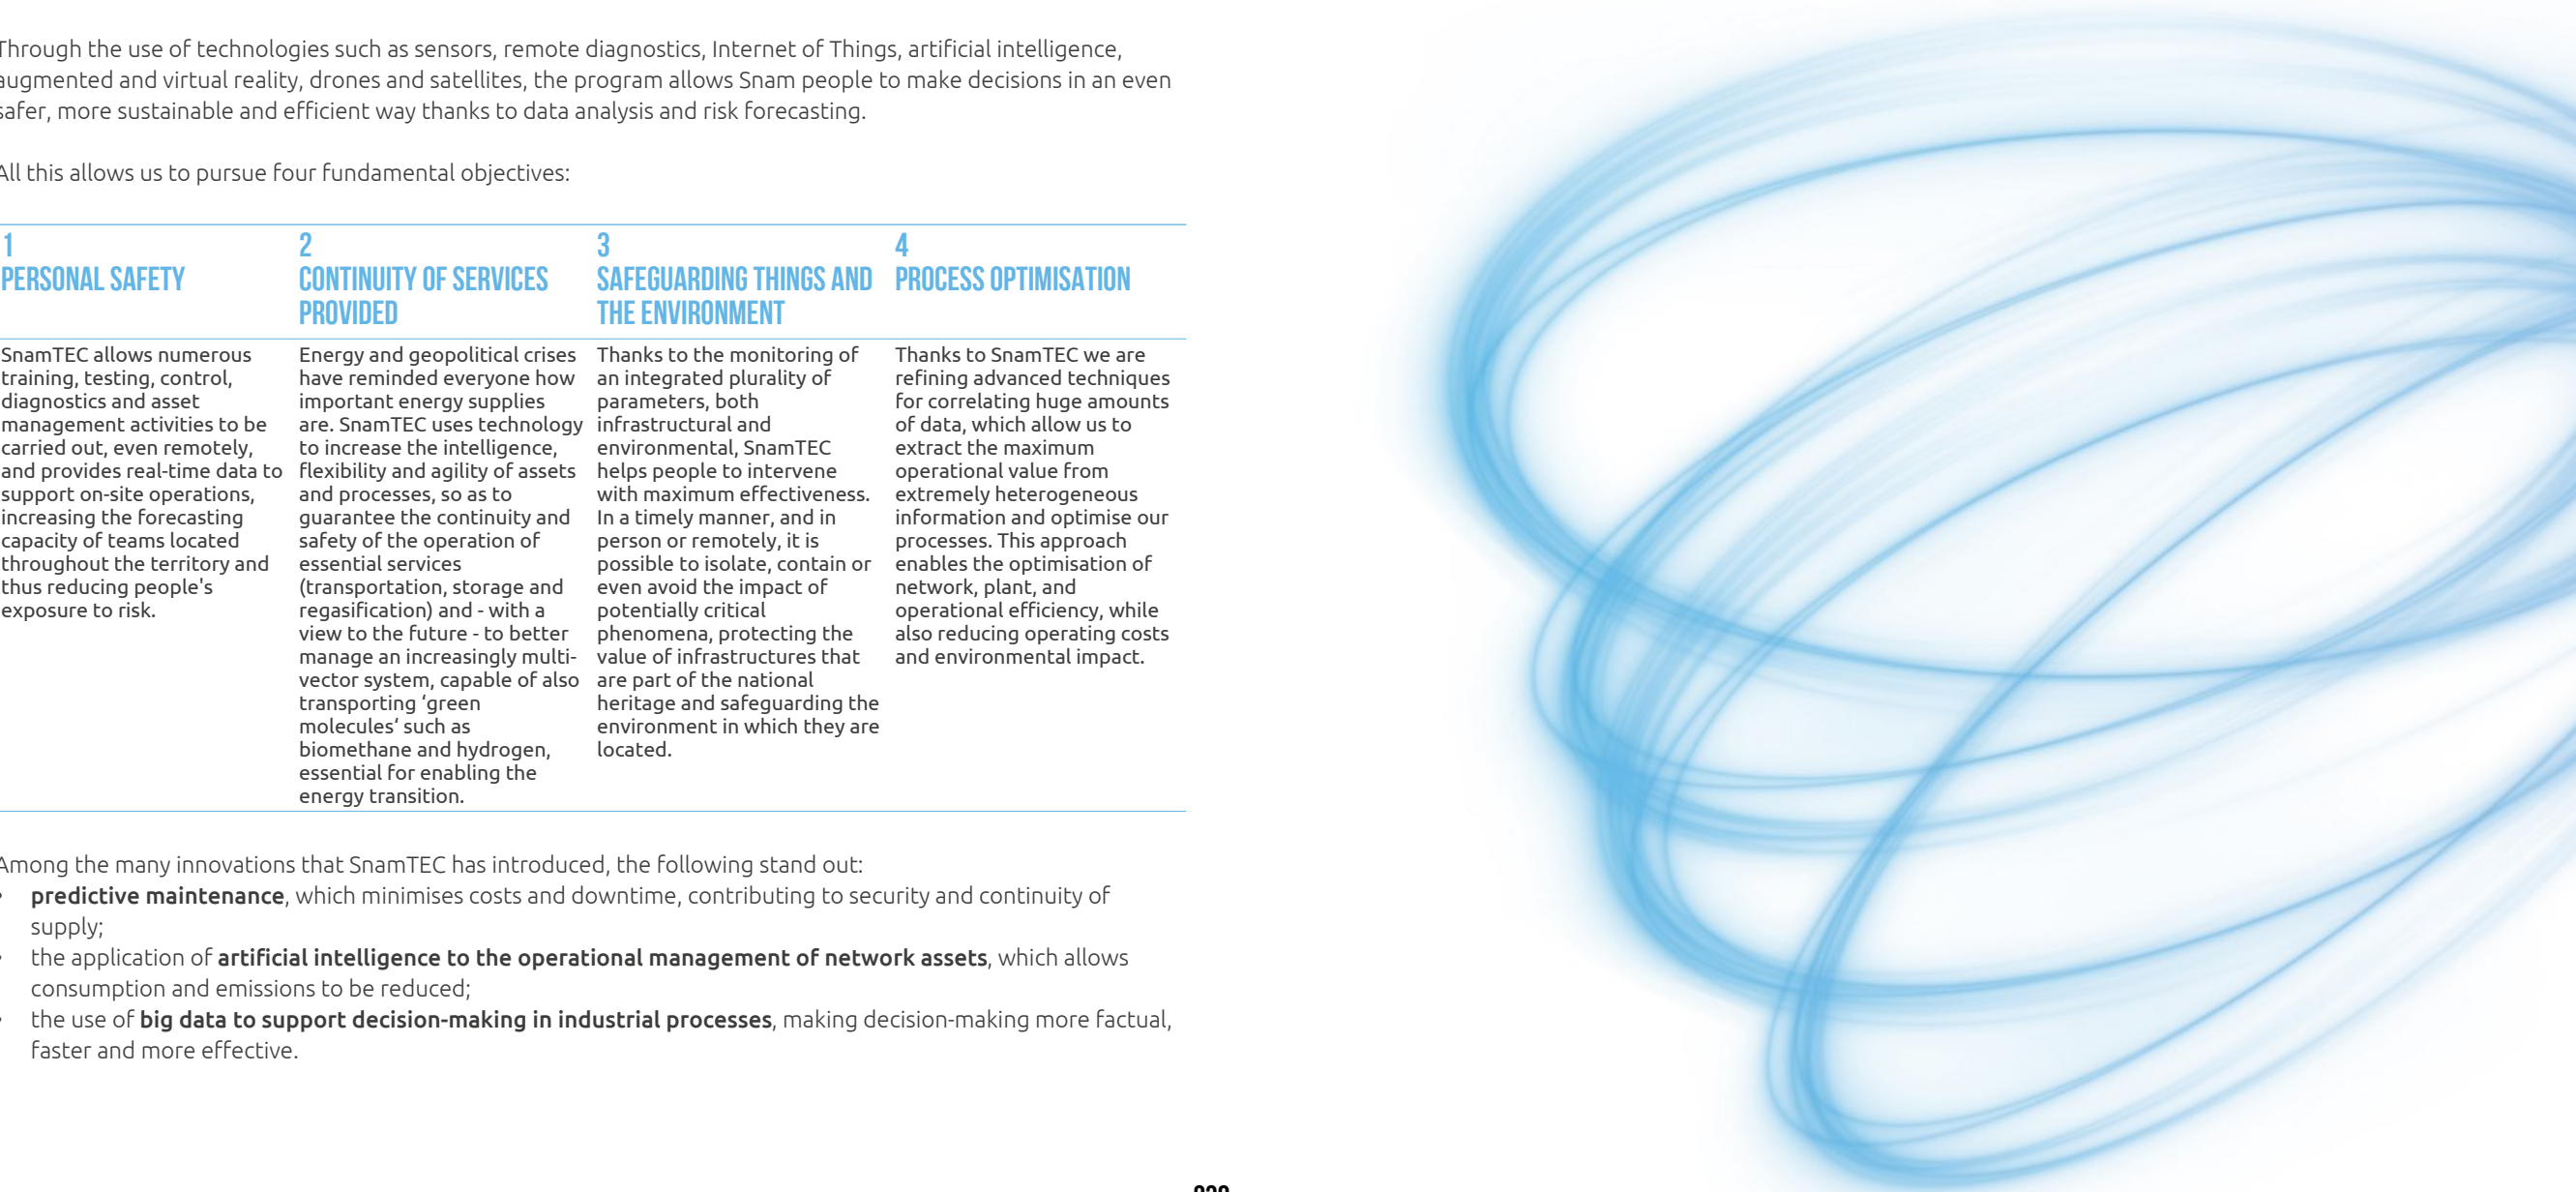 Through the use of technologies such as sensors, remote diagnostics, Internet of Things, artificial intelligence,
augmented and virtual reality, drones and satellites, the program allows Snam people to make decisions in an even
safer, more sustainable and efficient way thanks to data analysis and risk forecasting.
All this allows us to pursue four fundamental objectives:
1
PERSONAL SAFETY
SnamTEC allows numerous
training, testing, control,
diagnostics and asset
management activities to be
carried out, even remotely,
and provides real-time data to
support on-site operations,
increasing the forecasting
capacity of teams located
throughout the territory and
thus reducing people's
exposure to risk.
2
CONTINUITY OF SERVICES
PROVIDED
Energy and geopolitical crises
have reminded everyone how
important energy supplies
are. SnamTEC uses technology
to increase the intelligence,
flexibility and agility of assets
and processes, so as to
guarantee the continuity and
safety of the operation of
essential services
(transportation, storage and
regasification) and - with a
view to the future - to better
manage an increasingly multi-
vector system, capable of also
transporting ‘green
molecules‘ such as
biomethane and hydrogen,
essential for enabling the
energy transition.
3
SAFEGUARDING THINGS AND
THE ENVIRONMENT
Thanks to the monitoring of
an integrated plurality of
parameters, both
infrastructural and
environmental, SnamTEC
helps people to intervene
with maximum effectiveness.
In a timely manner, and in
person or remotely, it is
possible to isolate, contain or
even avoid the impact of
potentially critical
phenomena, protecting the
value of infrastructures that
are part of the national
heritage and safeguarding the
environment in which they are
located.
4
PROCESS OPTIMISATION
Thanks to SnamTEC we are
refining advanced techniques
for correlating huge amounts
of data, which allow us to
extract the maximum
operational value from
extremely heterogeneous
information and optimise our
processes. This approach
enables the optimisation of
network, plant, and
operational efficiency, while
also reducing operating costs
and environmental impact.
Among the many innovations that SnamTEC has introduced, the following stand out:
• predictive maintenance, which minimises costs and downtime, contributing to security and continuity of
supply;
• the application of artificial intelligence to the operational management of network assets, which allows
consumption and emissions to be reduced;
• the use of big data to support decision-making in industrial processes, making decision-making more factual,
faster and more effective.